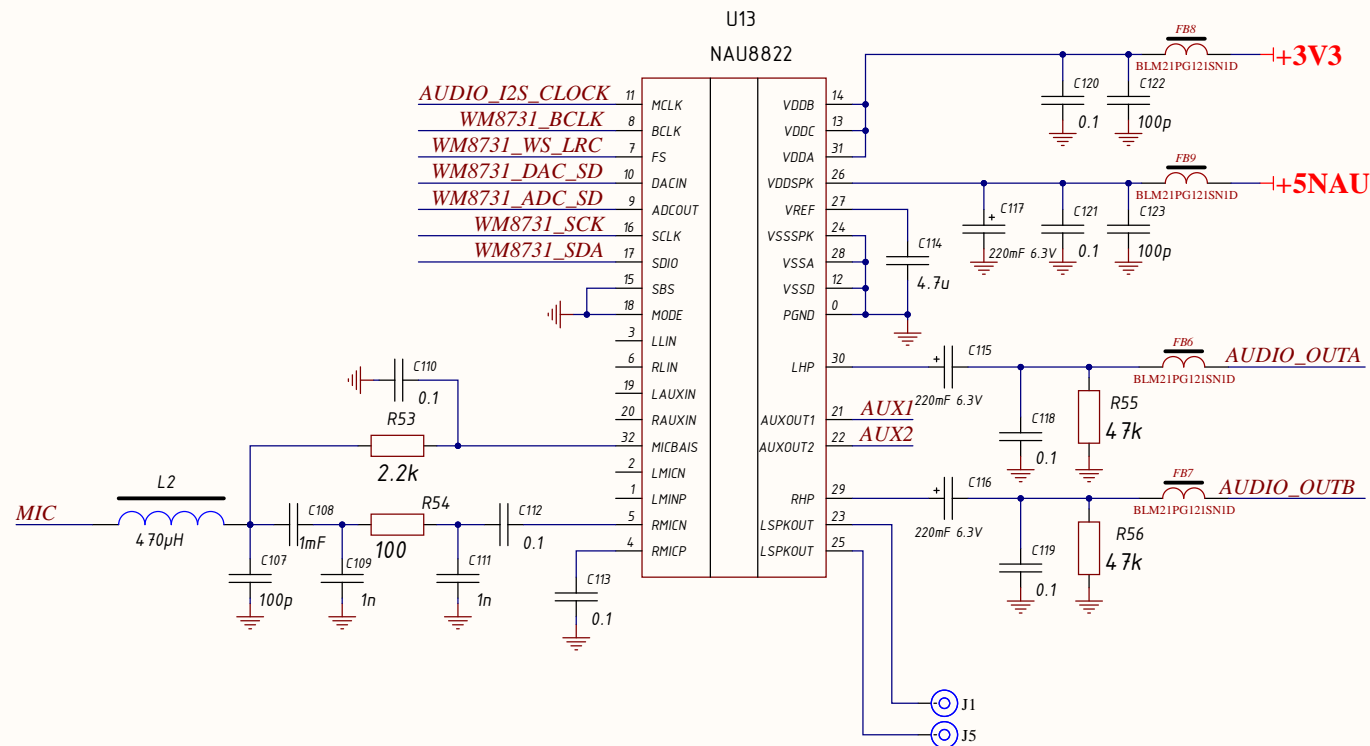 U13
NAU8822
AUDIO_I2S_CLOCK 11 MCLK
WM8731_BCLK 8 BCLK
WM8731_WS_LRC 7 FS
WM8731_DAC_SD 10 DACIN
WM8731_ADC_SD 9 ADCOUT
WM8731_SCK 16 SCLK
WM8731_SDA 17 SDIO
15 SBS
18 MODE
3 LLIN
6 RLIN
19 LAUXIN
20 RAUXIN
32 MICBAIS
2 LMICN
1 LMINP
5 RMICN
4 RMICP
VDDB 14
VDDC 13
VDDA 31
VDDSPK 26
VREF 27
VSSSPK 24
VSSA 28
VSSD 12
PGND 0
LHP 30
AUXOUT1 21 AUX1
AUXOUT2 22 AUX2
RHP 29
LSPKOUT 23
LSPKOUT 25
FB8
BLM21PG121SN1D
+3V3
C120
0.1
C122
100p
FB9
BLM21PG121SN1D
+5NAU
+
C117
220mF 6.3V
C121
0.1
C123
100p
C114
4.7u
+
C115
220mF 6.3V
C118
0.1
R55
47k
FB6
BLM21PG121SN1D
AUDIO_OUTA
+
C116
220mF 6.3V
C119
0.1
R56
47k
FB7
BLM21PG121SN1D
AUDIO_OUTB
C110
0.1
R53
2.2k
L2
MIC
470µH
C107
100p
C108
1mF
C109
1n
R54
100
C111
1n
C112
0.1
C113
0.1
J1
J5